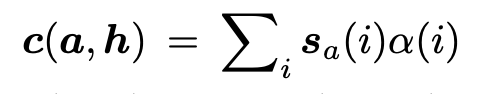 c(a, h) = ∑_i s_a(i)α(i)